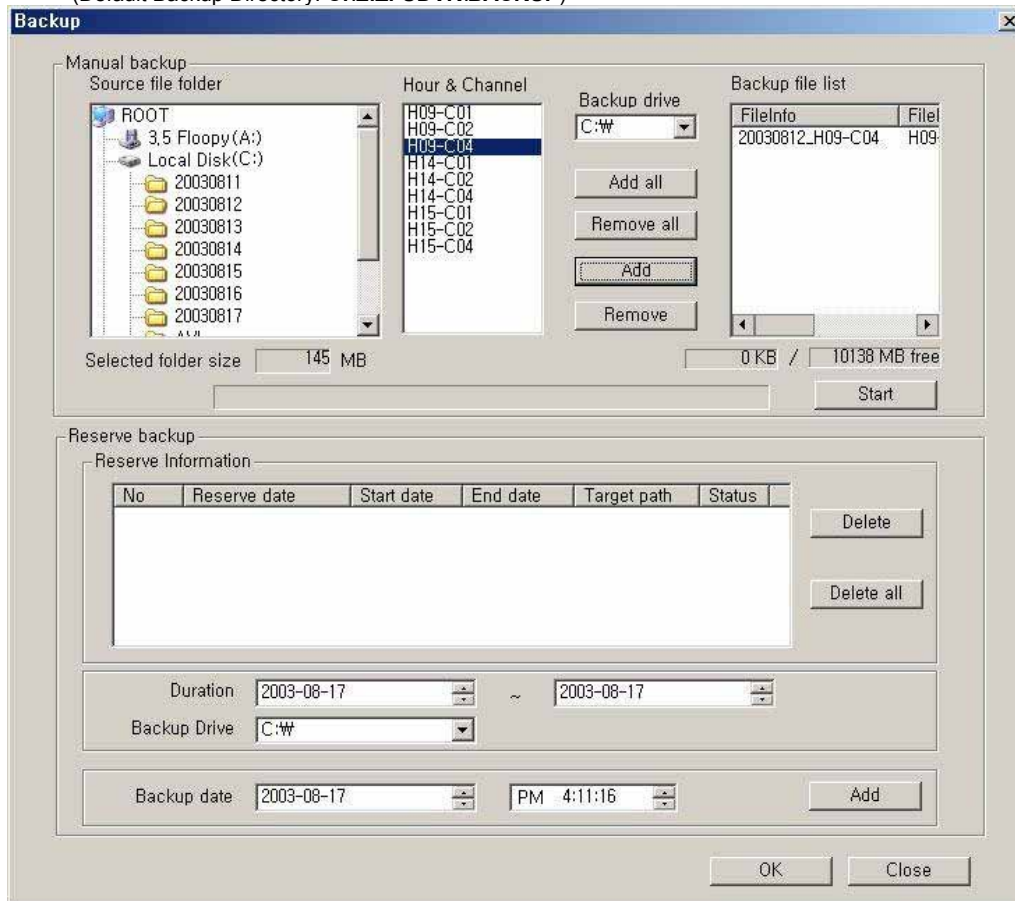 (Default Backup Directory:
Backup
Manual backup
Source file folder
ROOT
3,5 Floopy(A:)
Local Disk(C:)
20030811
20030812
20030813
20030814
20030815
20030816
20030817
Selected folder size 145 MB
Hour & Channel
H09-C01
H09-C02
H09-C04
H14-C01
H14-C02
H14-C04
H15-C01
H15-C02
H15-C04
Backup drive
C:₩
Add all
Remove all
Add
Remove
Backup file list
FileInfo FileI
20030812_H09-C04 H09-
0 KB / 10138 MB free
Start
Reserve backup
Reserve Information
No Reserve date Start date End date Target path Status
Delete
Delete all
Duration 2003-08-17 ~ 2003-08-17
Backup Drive C:₩
Backup date 2003-08-17 PM 4:11:16 Add
OK Close